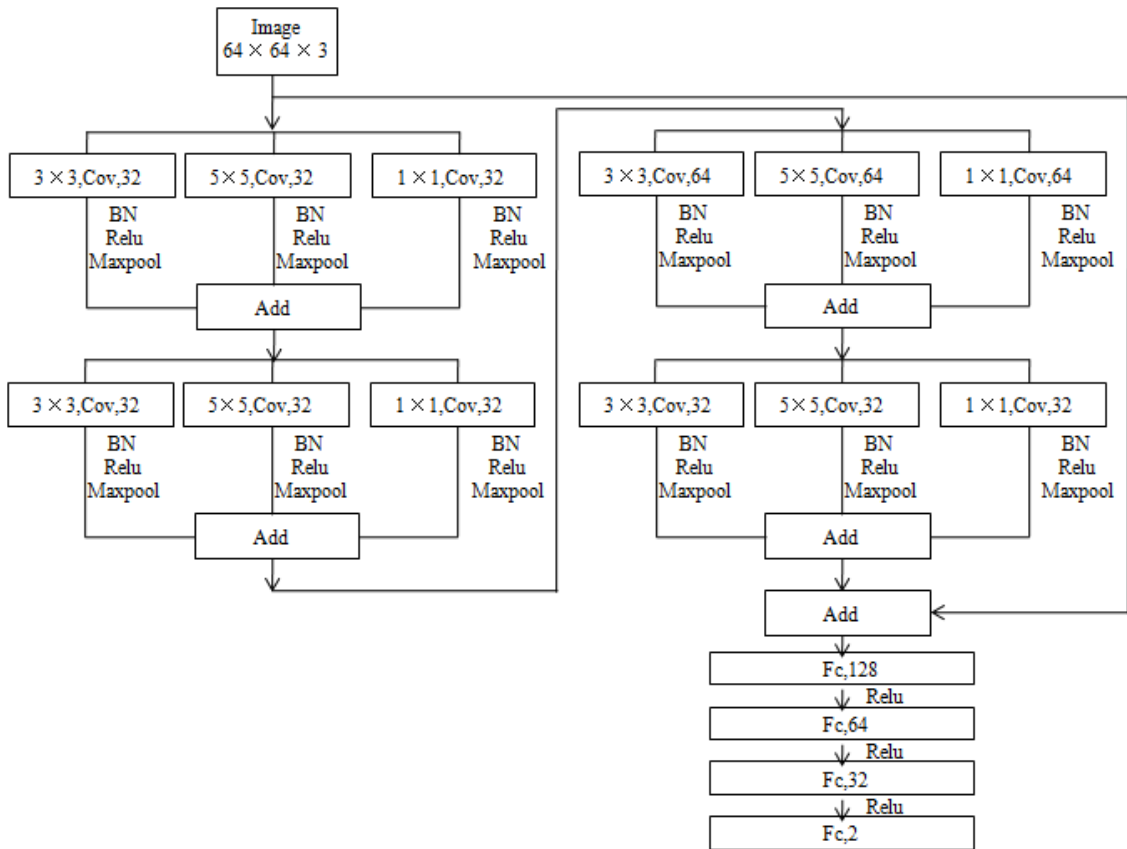 Image
64 × 64 × 3
3 × 3,Cov,32
5 × 5,Cov,32
1 × 1,Cov,32
BN
Relu
Maxpool
BN
Relu
Maxpool
BN
Relu
Maxpool
Add
3 × 3,Cov,32
5 × 5,Cov,32
1 × 1,Cov,32
BN
Relu
Maxpool
BN
Relu
Maxpool
BN
Relu
Maxpool
Add
3 × 3,Cov,64
5 × 5,Cov,64
1 × 1,Cov,64
BN
Relu
Maxpool
BN
Relu
Maxpool
BN
Relu
Maxpool
Add
3 × 3,Cov,32
5 × 5,Cov,32
1 × 1,Cov,32
BN
Relu
Maxpool
BN
Relu
Maxpool
BN
Relu
Maxpool
Add
Add
Fc,128
Relu
Fc,64
Relu
Fc,32
Relu
Fc,2